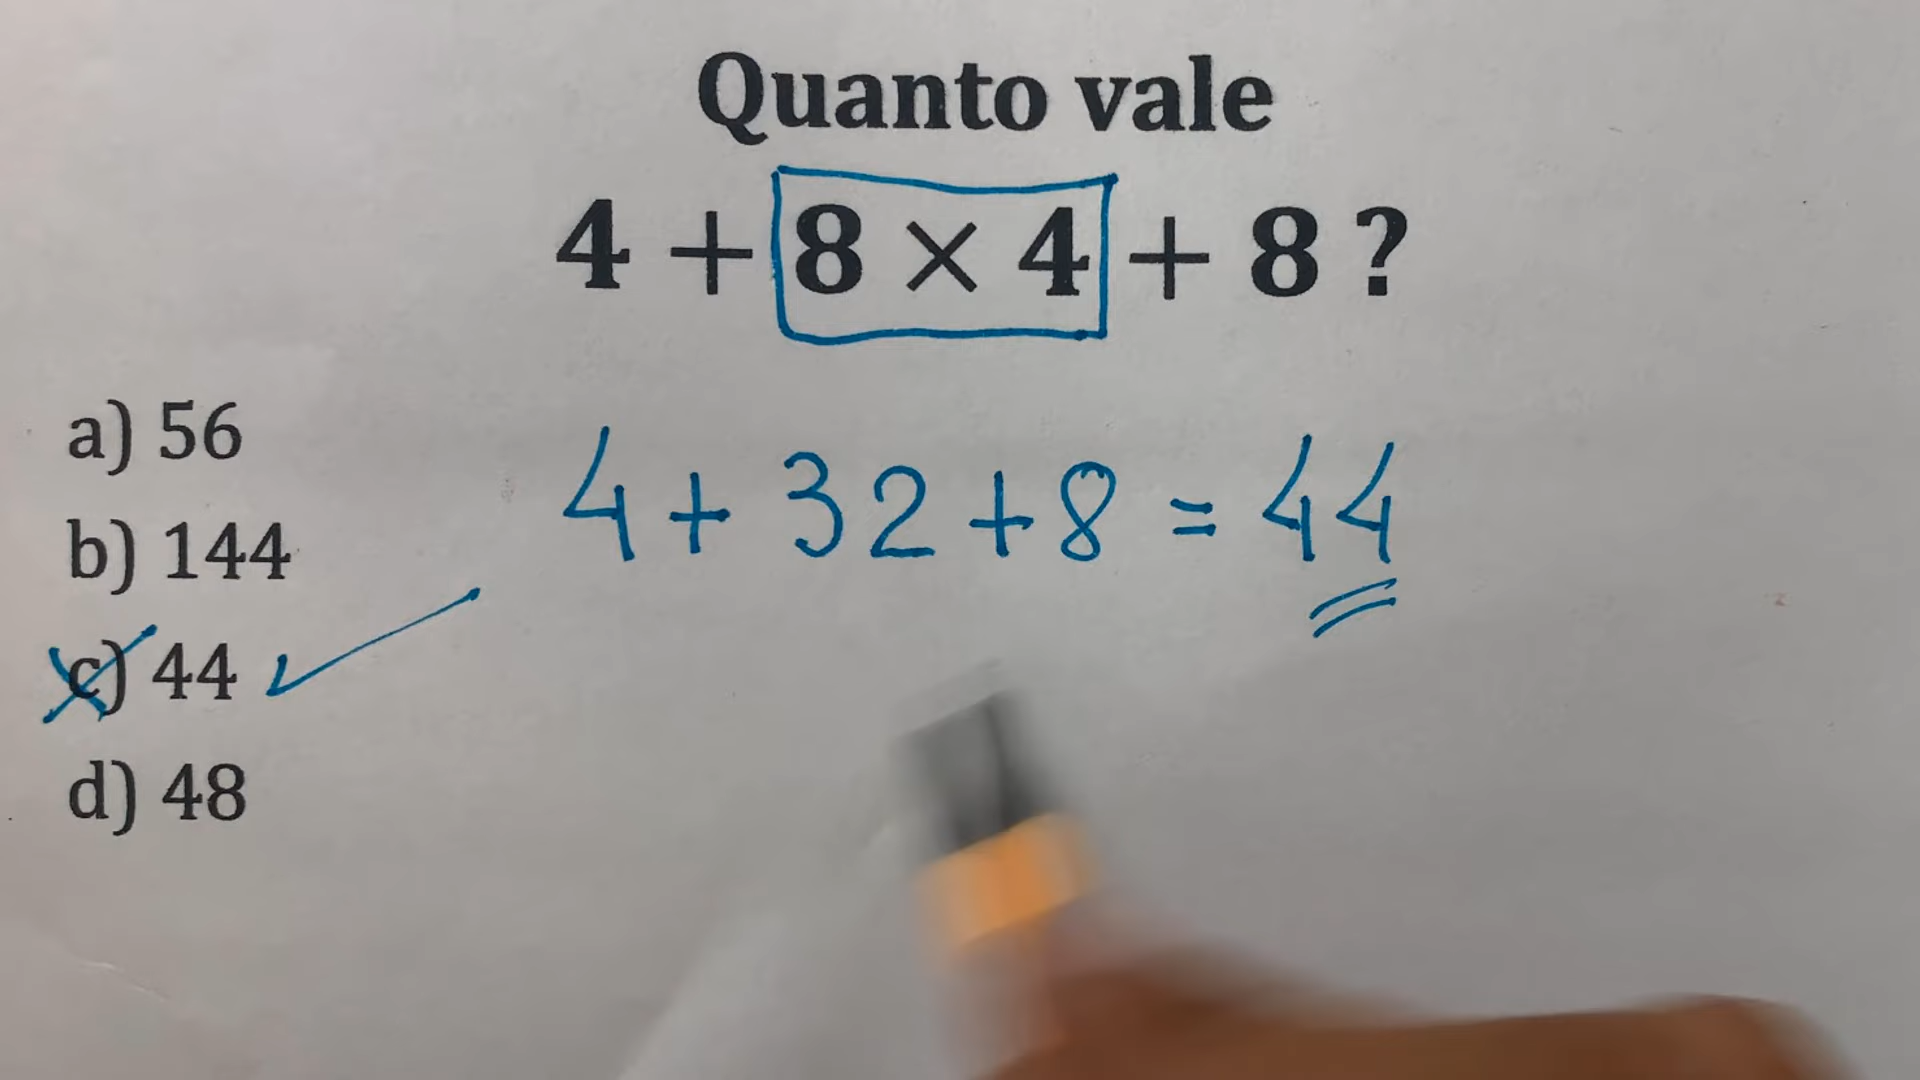 Quanto vale
4 + 8 × 4 + 8 ?
4 + 32 + 8 = 44
a) 56
b) 144
c) 44
d) 48